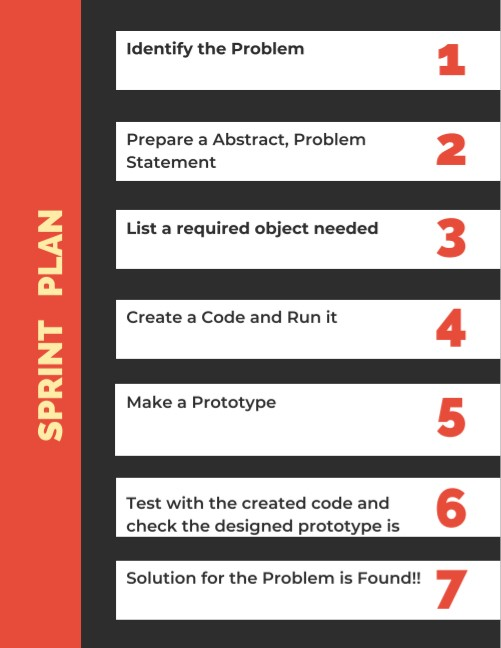 SPRINT PLAN
Identify the Problem
1
Prepare a Abstract, Problem
Statement
2
List a required object needed
3
Create a Code and Run it
4
Make a Prototype
5
Test with the created code and
check the designed prototype is
6
Solution for the Problem is Found!!
7